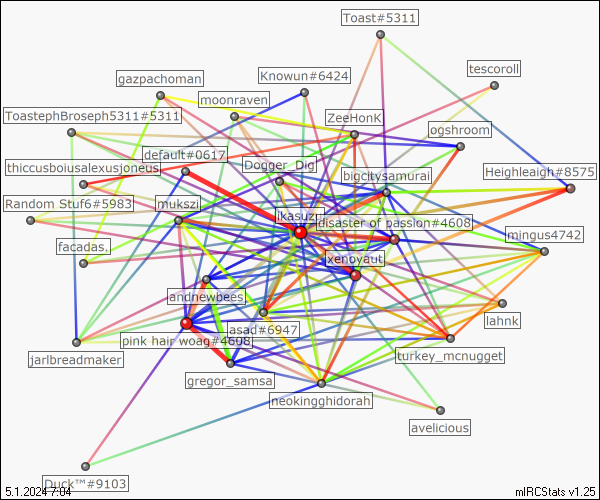 Toast#5311
tescoroll
gazpachoman
Knowun#6424
moonraven
ToastephBroseph5311#5311
ZeeHonK
ogshroom
default#0617
thiccusboiusalexusjoneus
Dogger_Dig
bigcitysamurai
Heighleigh#8575
Random Stuf6#5983
mukszi
ikasuzu
disaster of passion#4608
mingus4742
facadas.
xenoyaut
andnewbees
lahnk
asad#6947
pink hair woag#4608
jarlbreadmaker
turkey_mcnugget
gregor_samsa
neokingghidorah
avelicious
Duck™#9103
5.1.2024 7:04
mIRCStats v1.25